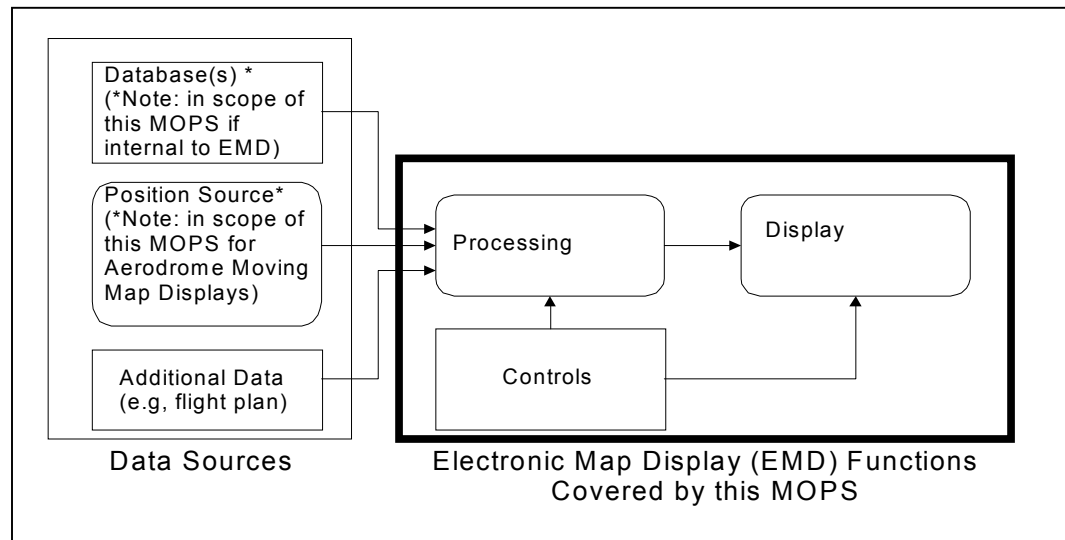 Database(s) *
(*Note: in scope of
this MOPS if
internal to EMD)
Position Source*
(*Note: in scope of
this MOPS for
Aerodrome Moving
Map Displays)
Additional Data
(e.g, flight plan)
Data Sources
Processing
Display
Controls
Electronic Map Display (EMD) Functions
Covered by this MOPS